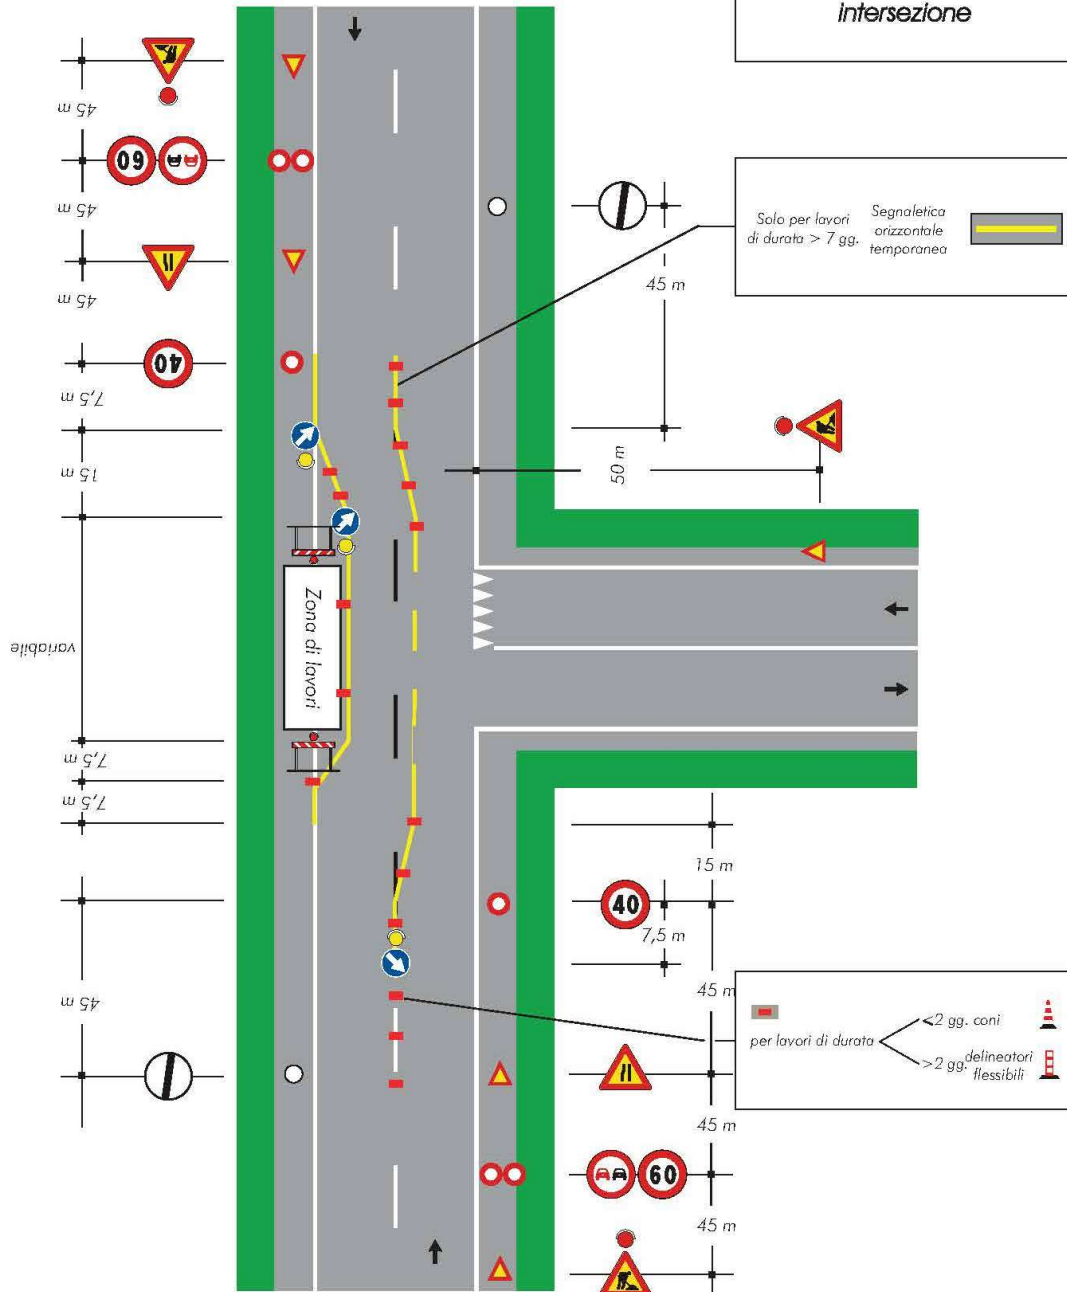 intersezione
45 m
60
45 m
45 m
40
7,5 m
15 m
variabile
7,5 m
7,5 m
45 m
Zona di lavori
Solo per lavori
di durata > 7 gg.
Segnaletica
orizzontale
temporanea
45 m
50 m
15 m
40
7,5 m
45 m
per lavori di durata
<2 gg. coni
>2 gg. delineatori
flessibili
45 m
60
45 m